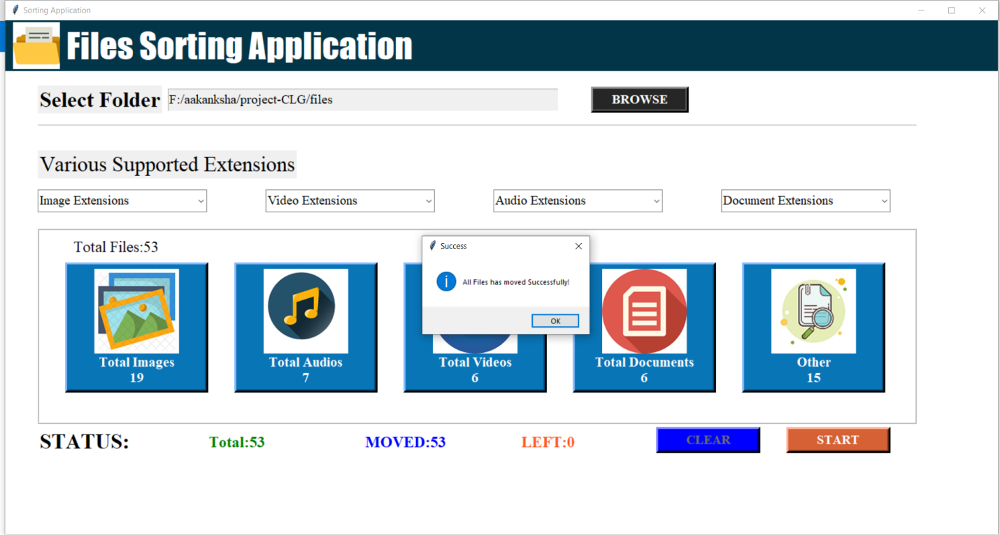 Sorting Application
Files Sorting Application
Select Folder F:/aakanksha/project-CLG/files BROWSE
Various Supported Extensions
Image Extensions Video Extensions Audio Extensions Document Extensions
Total Files:53
Success
All Files has moved Successfully!
OK
Total Images
19
Total Audios
7
Total Videos
6
Total Documents
6
Other
15
STATUS: Total:53 MOVED:53 LEFT:0 CLEAR START